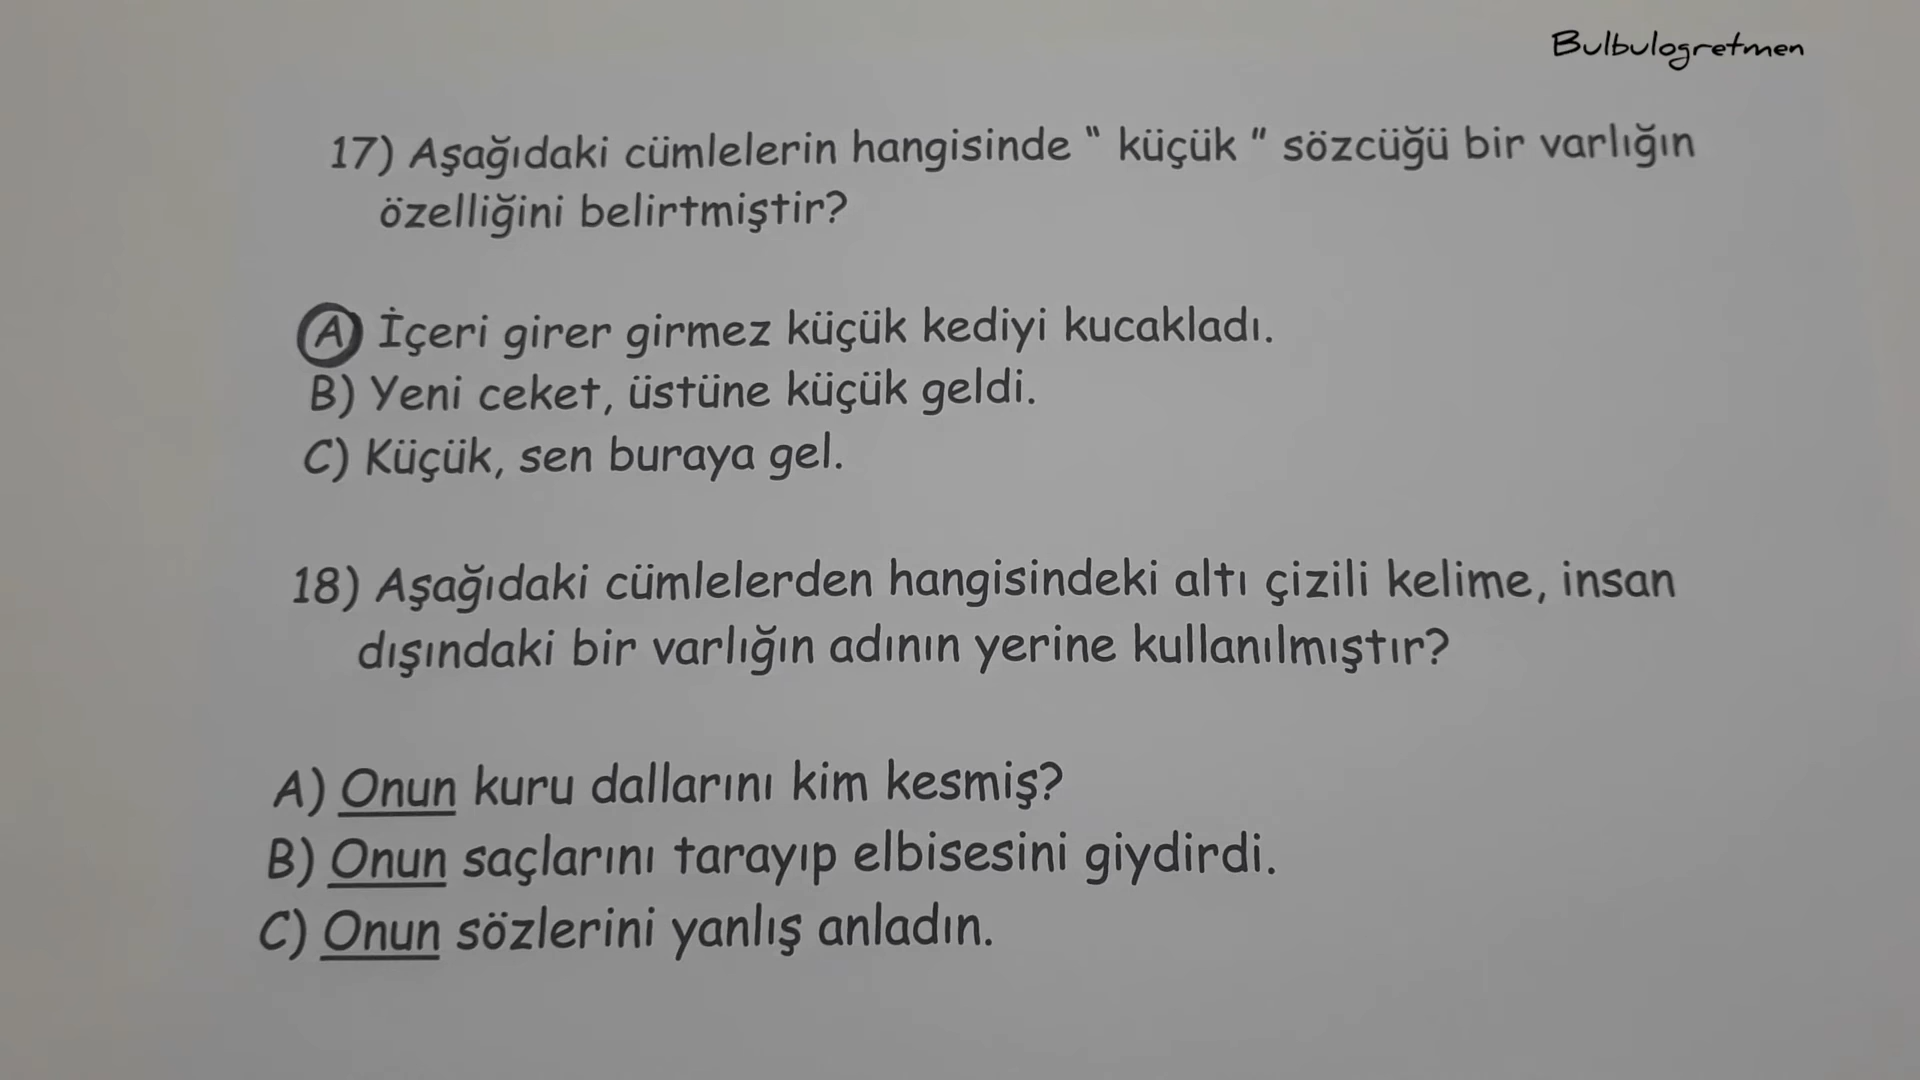 Bulbulogretmen
17) Aşağıdaki cümlelerin hangisinde " küçük " sözcüğü bir varlığın
özelliğini belirtmiştir?
A) İçeri girer girmez küçük kediyi kucakladı.
B) Yeni ceket, üstüne küçük geldi.
C) Küçük, sen buraya gel.
18) Aşağıdaki cümlelerden hangisindeki altı çizili kelime, insan
dışındaki bir varlığın adının yerine kullanılmıştır?
A) Onun kuru dallarını kim kesmiş?
B) Onun saçlarını tarayıp elbisesini giydirdi.
C) Onun sözlerini yanlış anladın.